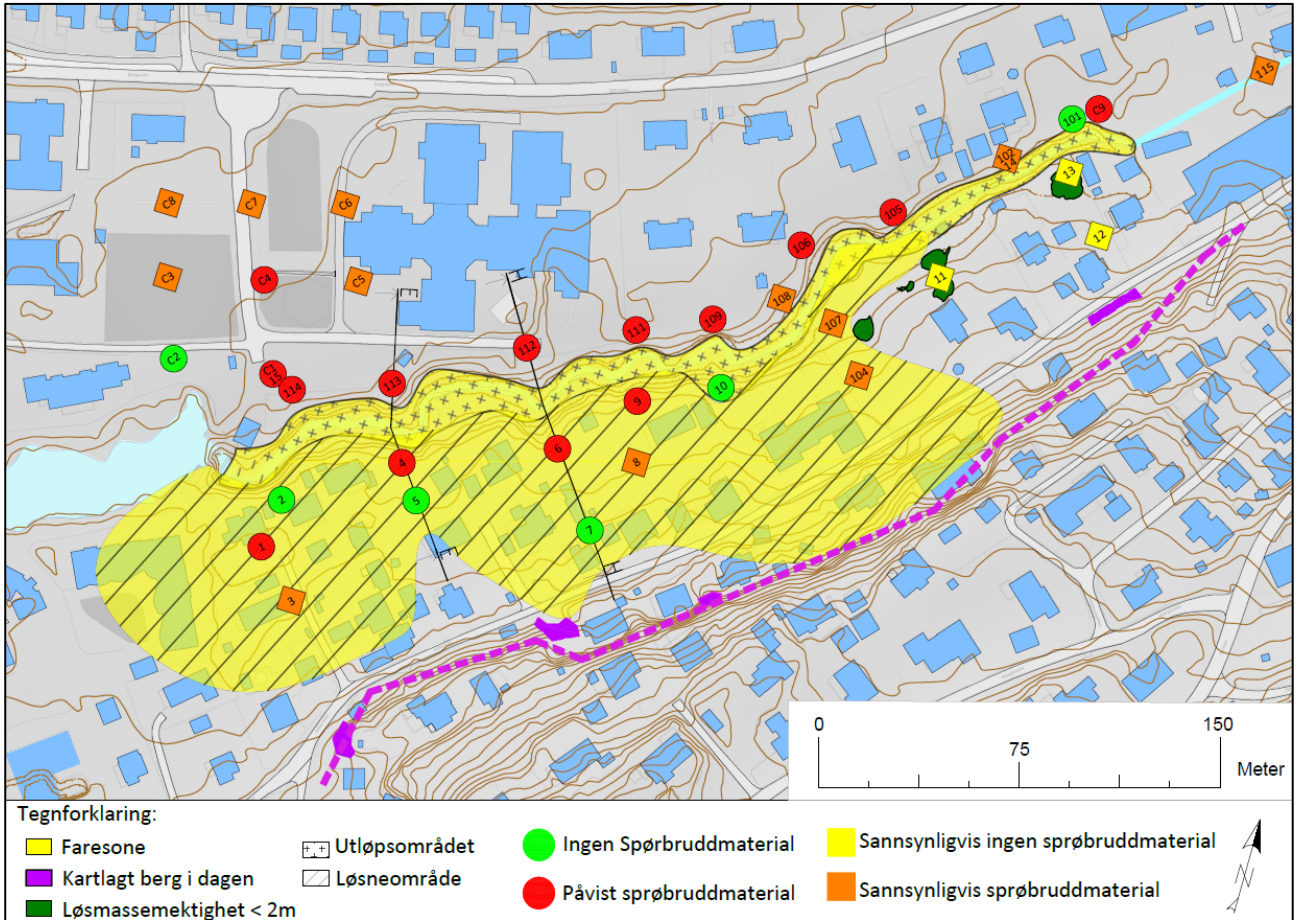 115
101
C9
102
14
13
C8
C7
C6
105
12
106
C3
C4
C5
11
108
109
107
111
112
C2
C1
15
114
113
104
10
9
6
4
8
2
5
7
1
3
0
150
75
Meter
Tegnforklaring:
Faresone
Utløpsområdet
Ingen Spørbruddmaterial
Sannsynligvis ingen sprøbruddmaterial
Kartlagt berg i dagen
Løsneområde
Påvist sprøbruddmaterial
Sannsynligvis sprøbruddmaterial
Løsmassemektighet < 2m
N